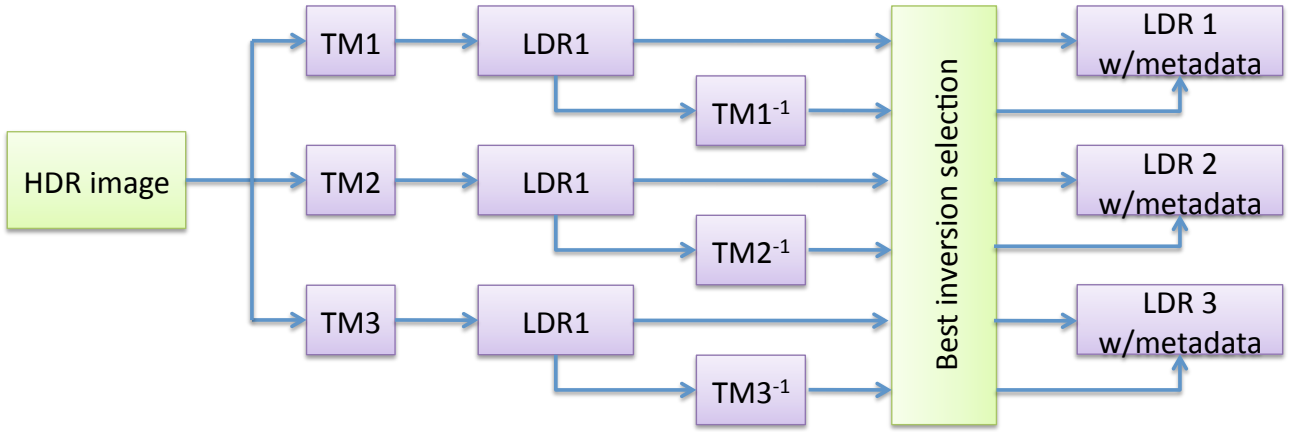 HDR image
TM1
LDR1
TM1-1
TM2
LDR1
TM2-1
TM3
LDR1
TM3-1
Best inversion selection
LDR 1
w/metadata
LDR 2
w/metadata
LDR 3
w/metadata